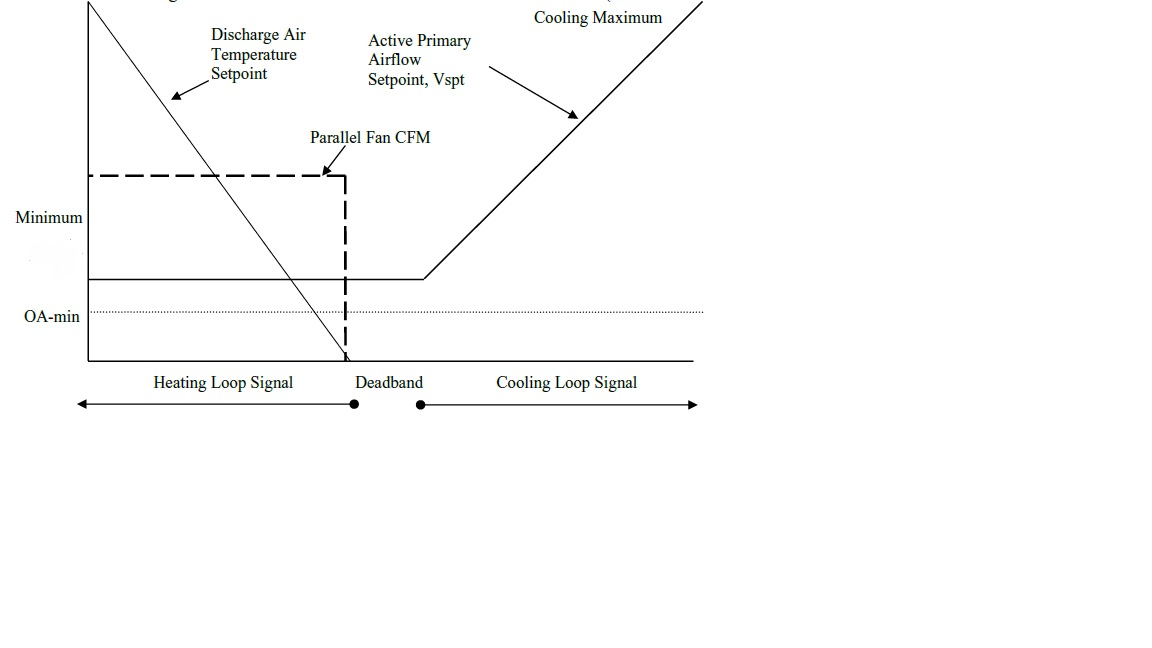 Cooling Maximum
Discharge Air
Temperature
Setpoint
Active Primary
Airflow
Setpoint, Vspt
Parallel Fan CFM
Minimum
OA-min
Heating Loop Signal
Deadband
Cooling Loop Signal